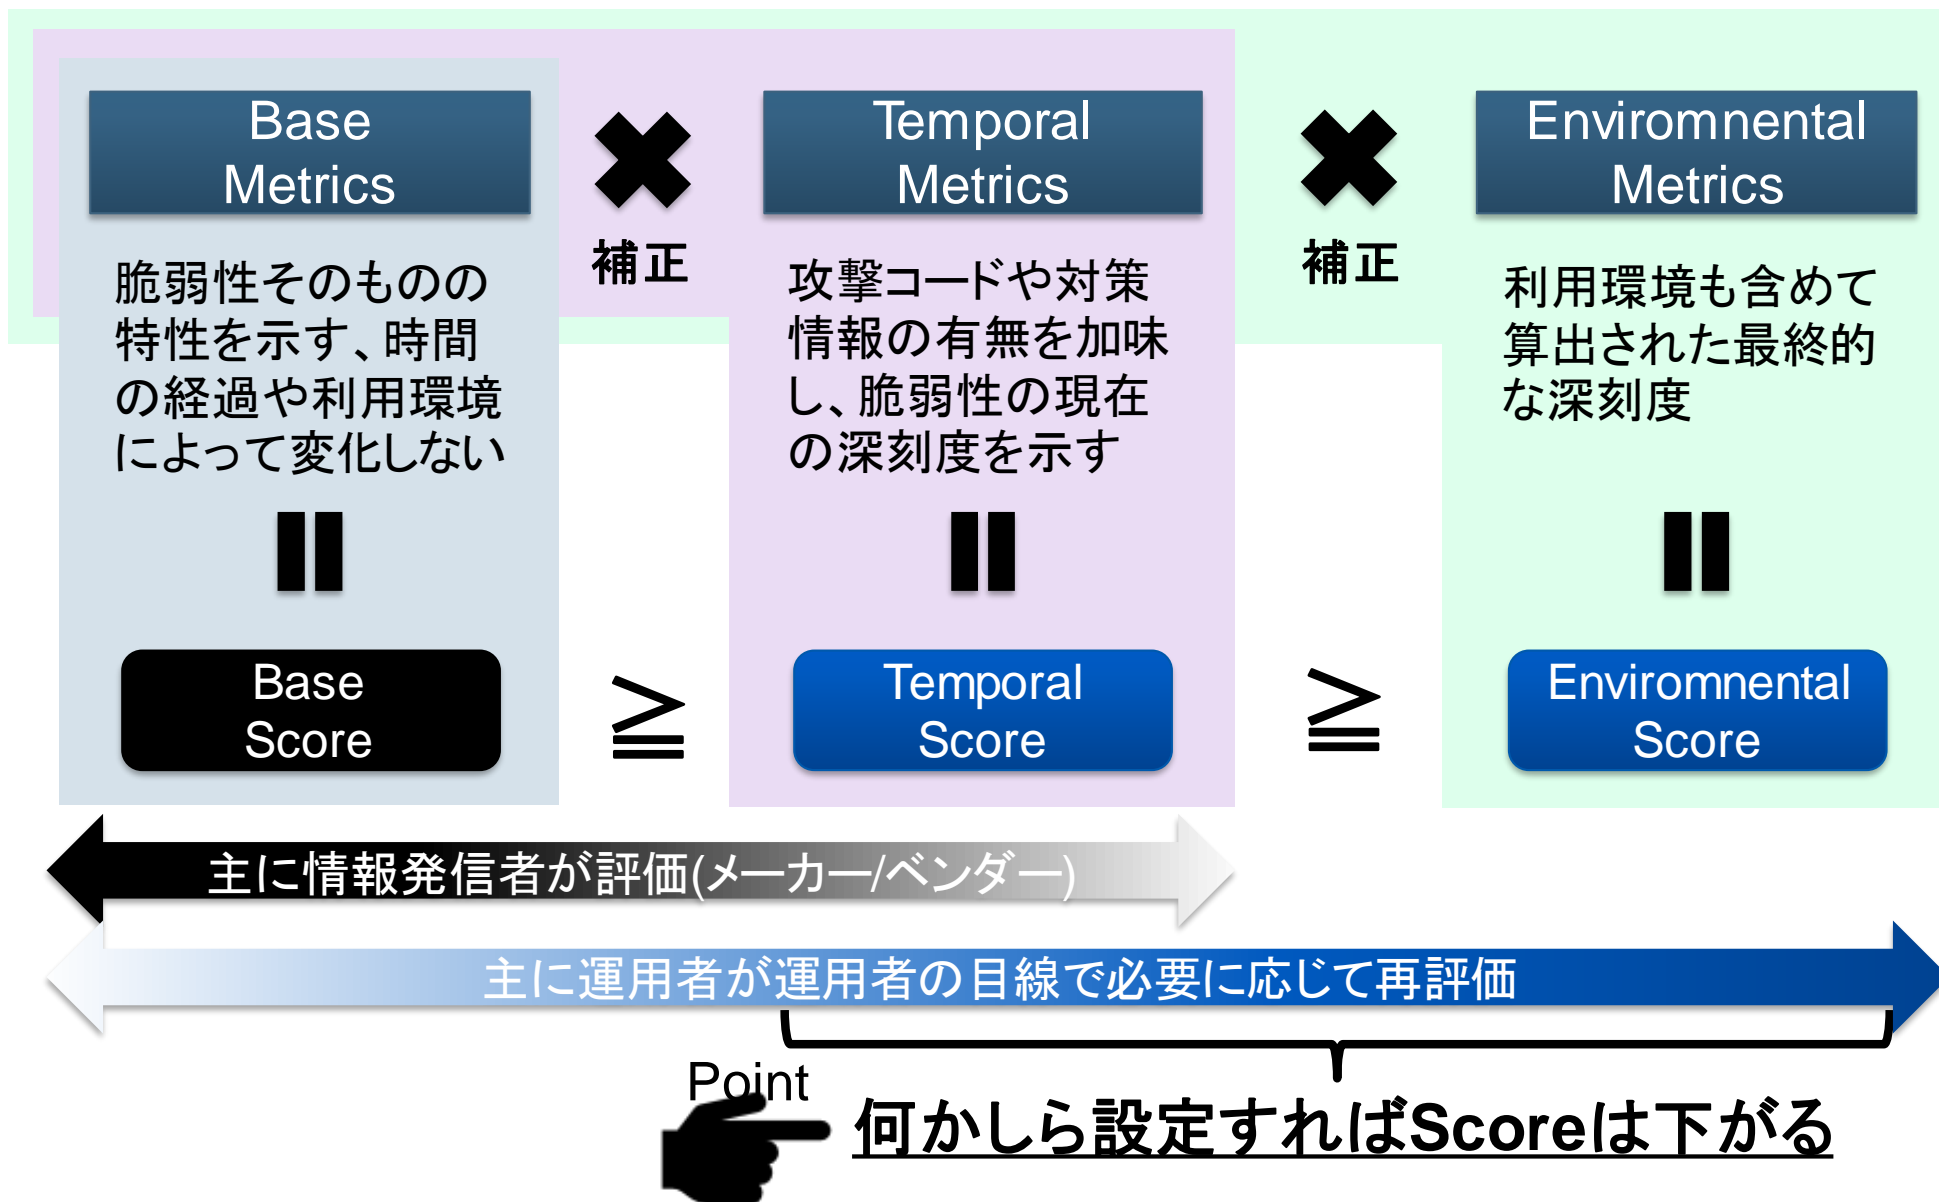 Base
Metrics
脆弱性そのものの
特性を示す、時間
の経過や利用環境
によって変化しない
Base
Score
補正
≧
Temporal
Metrics
攻撃コードや対策
情報の有無を加味
し、脆弱性の現在
の深刻度を示す
Temporal
Score
補正
≧
Enviromnental
Metrics
利用環境も含めて
算出された最終的
な深刻度
Enviromnental
Score
主に情報発信者が評価(メーカー/ベンダー)
主に運用者が運用者の目線で必要に応じて再評価
Point
何かしら設定すればScoreは下がる